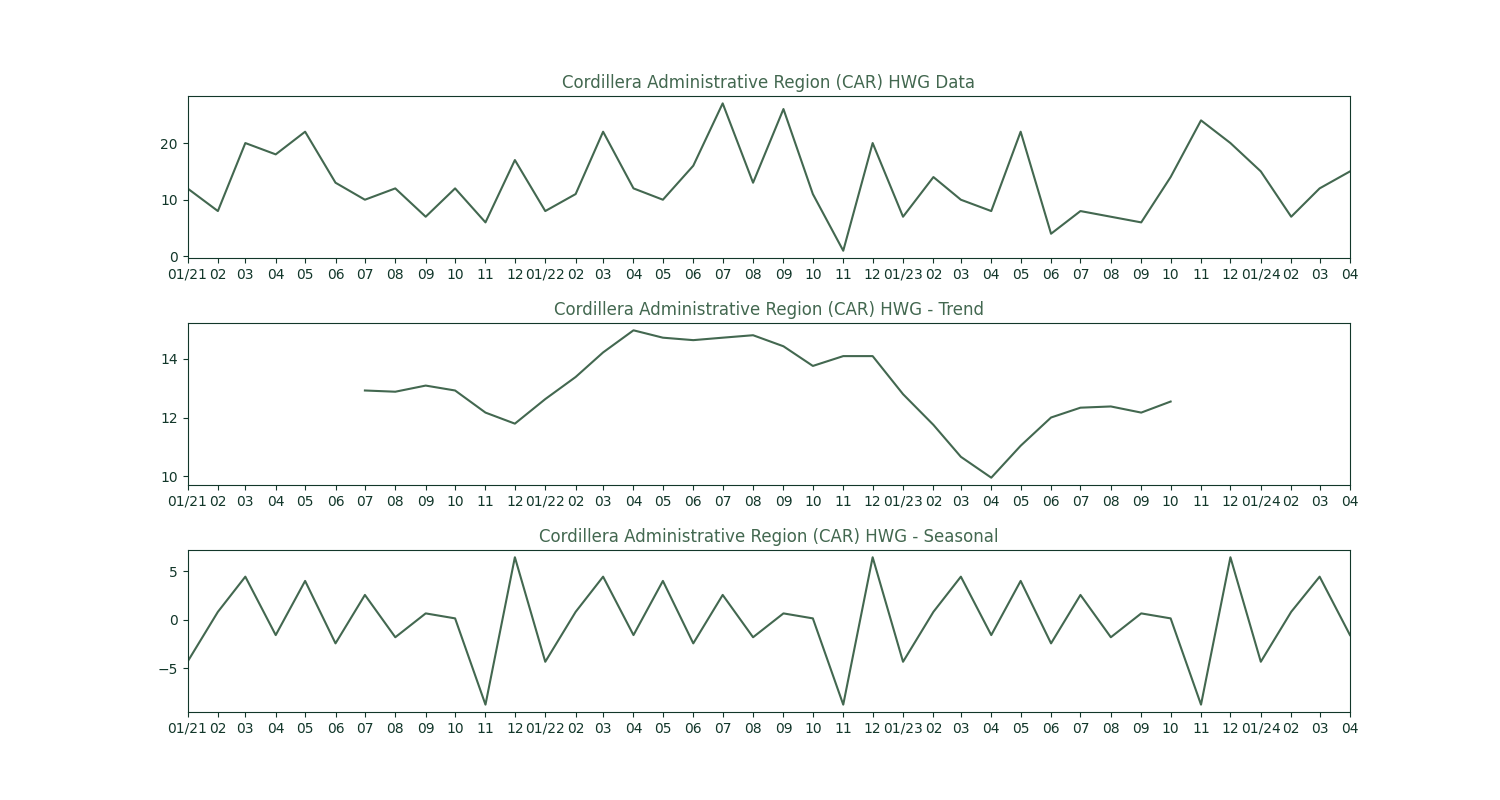 Cordillera Administrative Region (CAR) HWG Data
20
10
0
01/21 02 03 04 05 06 07 08 09 10 11 12 01/22 02 03 04 05 06 07 08 09 10 11 12 01/23 02 03 04 05 06 07 08 09 10 11 12 01/24 02 03 04
Cordillera Administrative Region (CAR) HWG - Trend
14
12
10
01/21 02 03 04 05 06 07 08 09 10 11 12 01/22 02 03 04 05 06 07 08 09 10 11 12 01/23 02 03 04 05 06 07 08 09 10 11 12 01/24 02 03 04
Cordillera Administrative Region (CAR) HWG - Seasonal
5
0
−5
01/21 02 03 04 05 06 07 08 09 10 11 12 01/22 02 03 04 05 06 07 08 09 10 11 12 01/23 02 03 04 05 06 07 08 09 10 11 12 01/24 02 03 04